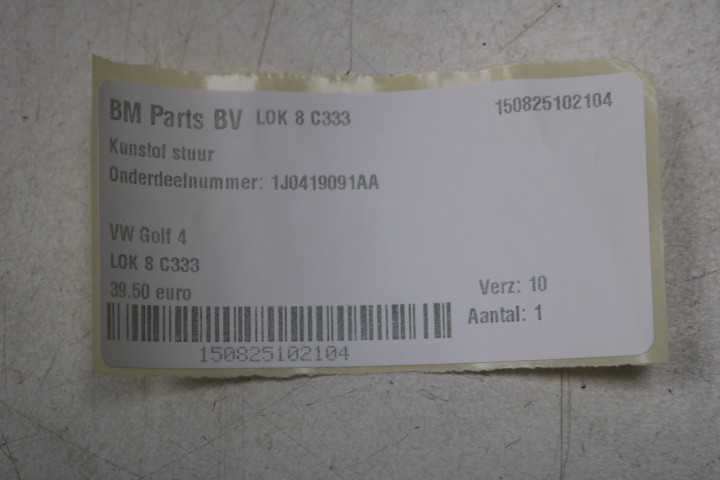 BM Parts BV LOK 8 C333 150825102104
Kunstof stuur
Onderdeelnummer: 1J0419091AA
VW Golf 4
LOK 8 C333
39.50 euro Verz: 10
Aantal: 1
150825102104